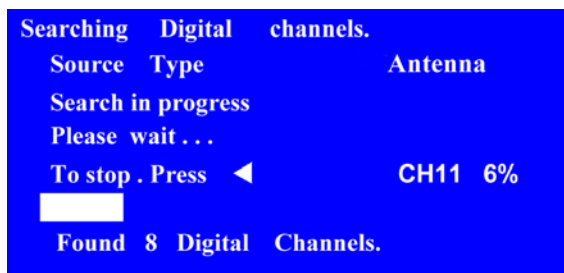 Searching Digital channels.
Source Type Antenna
Search in progress
Please wait . . .
To stop . Press ◀ CH11 6%
Found 8 Digital Channels.